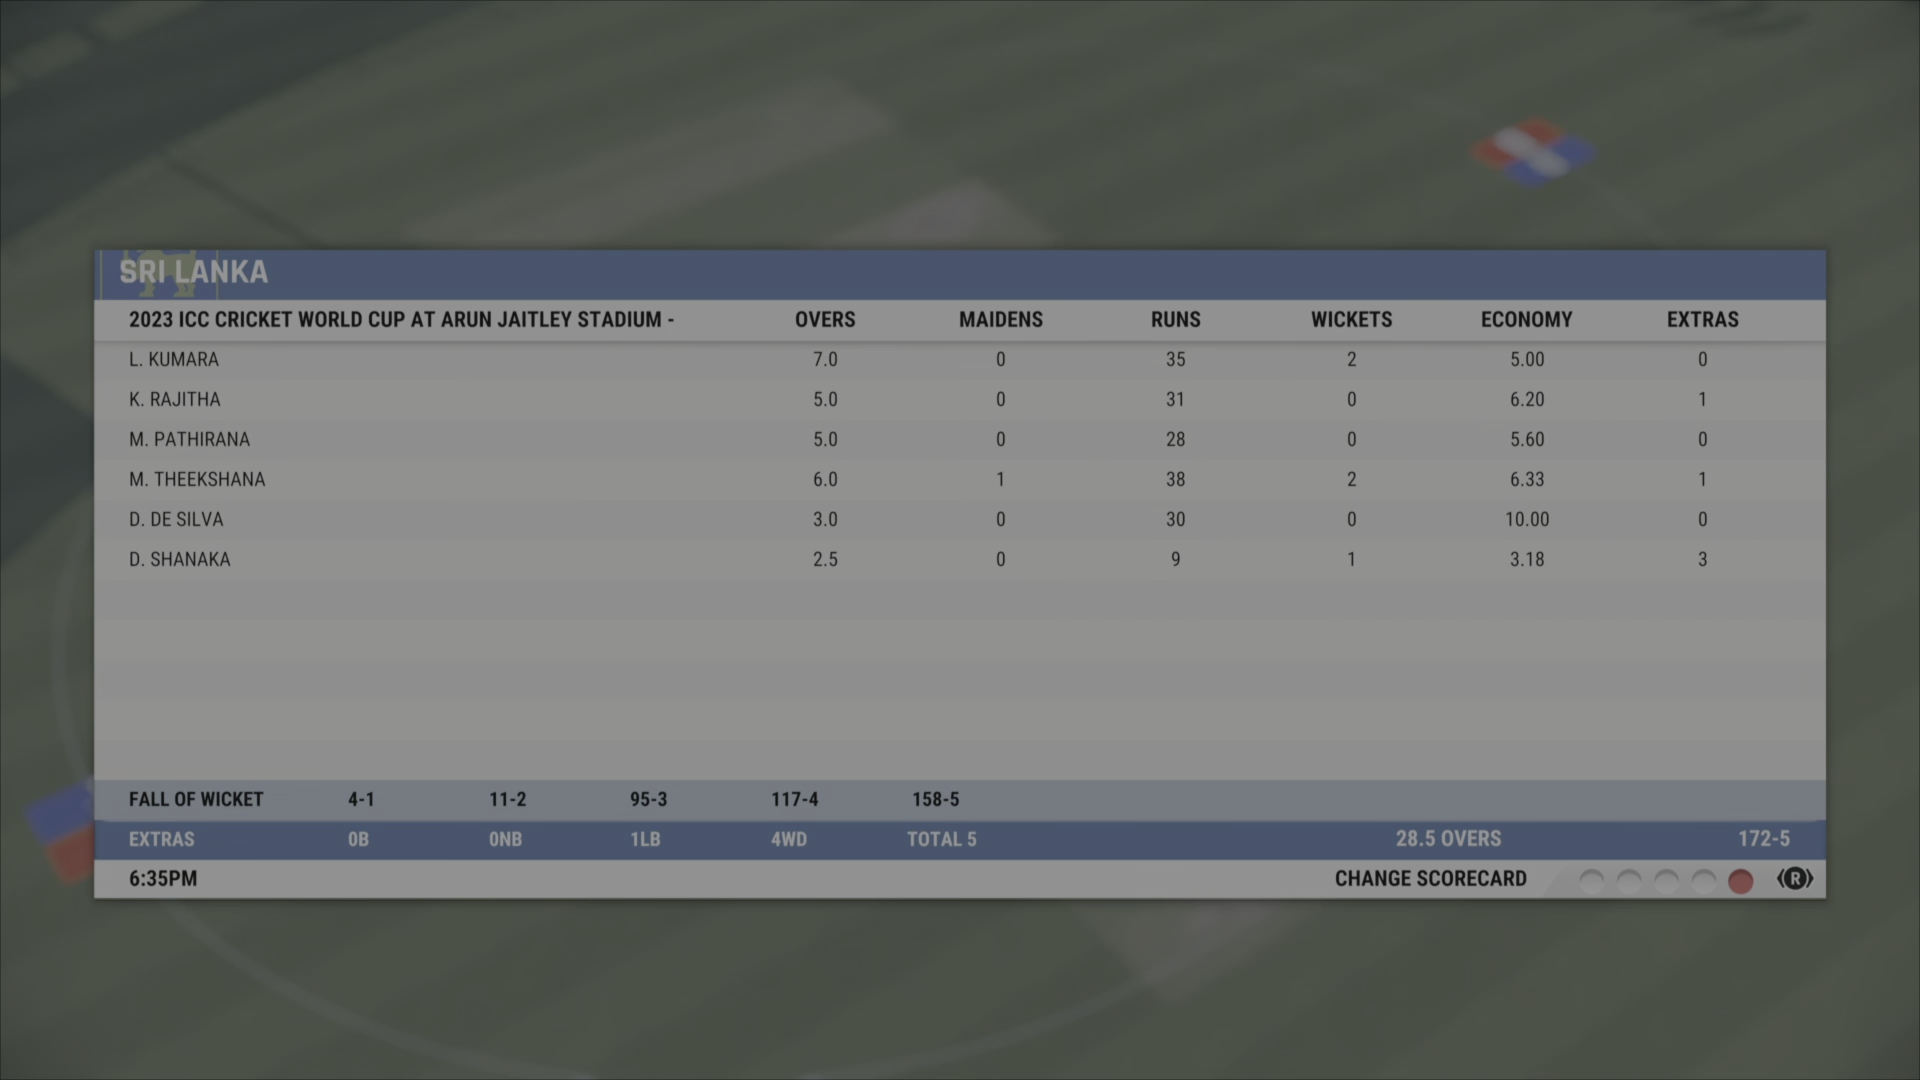 SRI LANKA
2023 ICC CRICKET WORLD CUP AT ARUN JAITLEY STADIUM - OVERS MAIDENS RUNS WICKETS ECONOMY EXTRAS
L. KUMARA 7.0 0 35 2 5.00 0
K. RAJITHA 5.0 0 31 0 6.20 1
M. PATHIRANA 5.0 0 28 0 5.60 0
M. THEEKSHANA 6.0 1 38 2 6.33 1
D. DE SILVA 3.0 0 30 0 10.00 0
D. SHANAKA 2.5 0 9 1 3.18 3
FALL OF WICKET 4-1 11-2 95-3 117-4 158-5
EXTRAS 0B 0NB 1LB 4WD TOTAL 5 28.5 OVERS 172-5
6:35PM CHANGE SCORECARD R